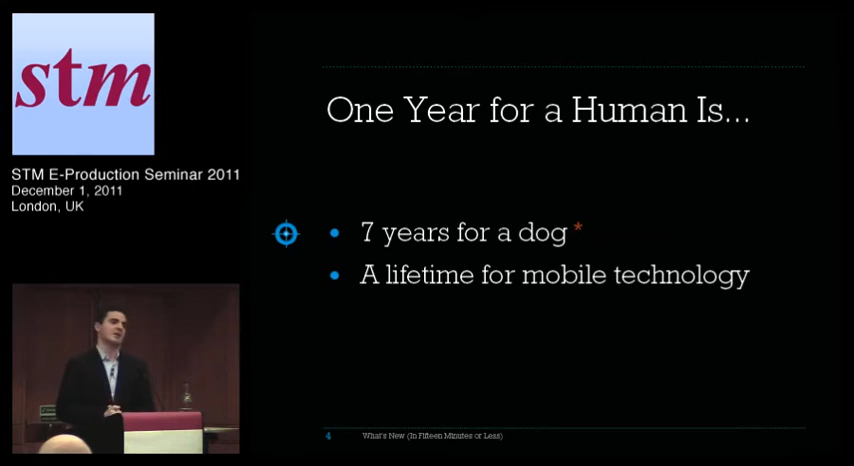 stm
STM E-Production Seminar 2011
December 1, 2011
London, UK
One Year for a Human Is...
• 7 years for a dog *
• A lifetime for mobile technology
4 What's New (In Fifteen Minutes or Less)